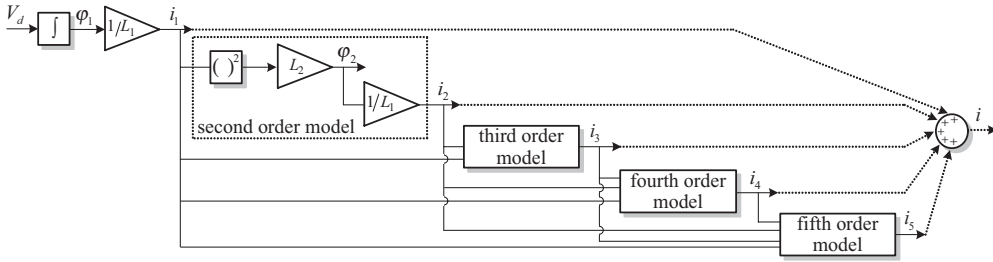 V_d
∫
φ_1
1/L_1
i_1
( )^2
L_2
φ_2
1/L_1
second order model
i_2
third order
model
i_3
fourth order
model
i_4
fifth order
model
i_5
+
+
+
+
+
i